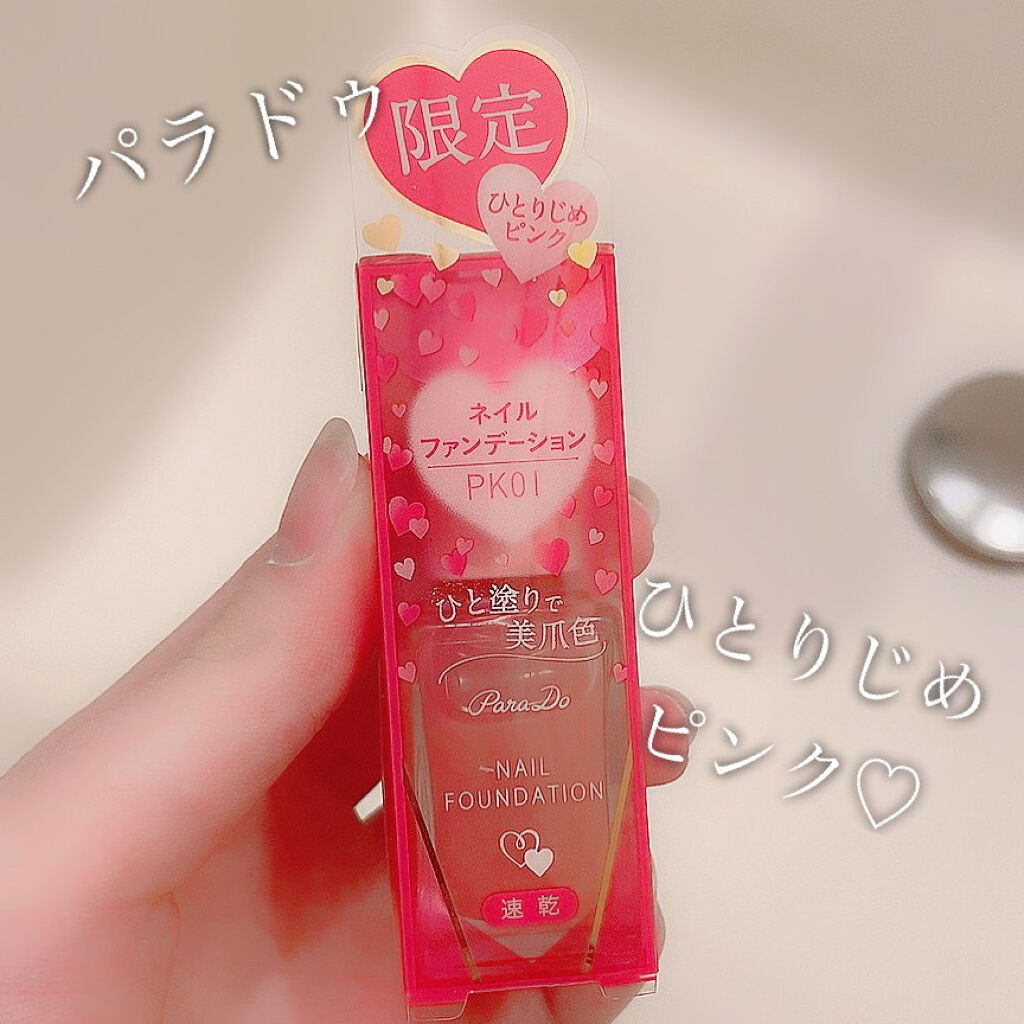 パラドゥ
限定
ひとりじめ
ピンク
ネイル
ファンデーション
PK01
ひと塗りで
美爪色
ParaDo
NAIL
FOUNDATION
速乾
ひとりじめ
ピンク♡